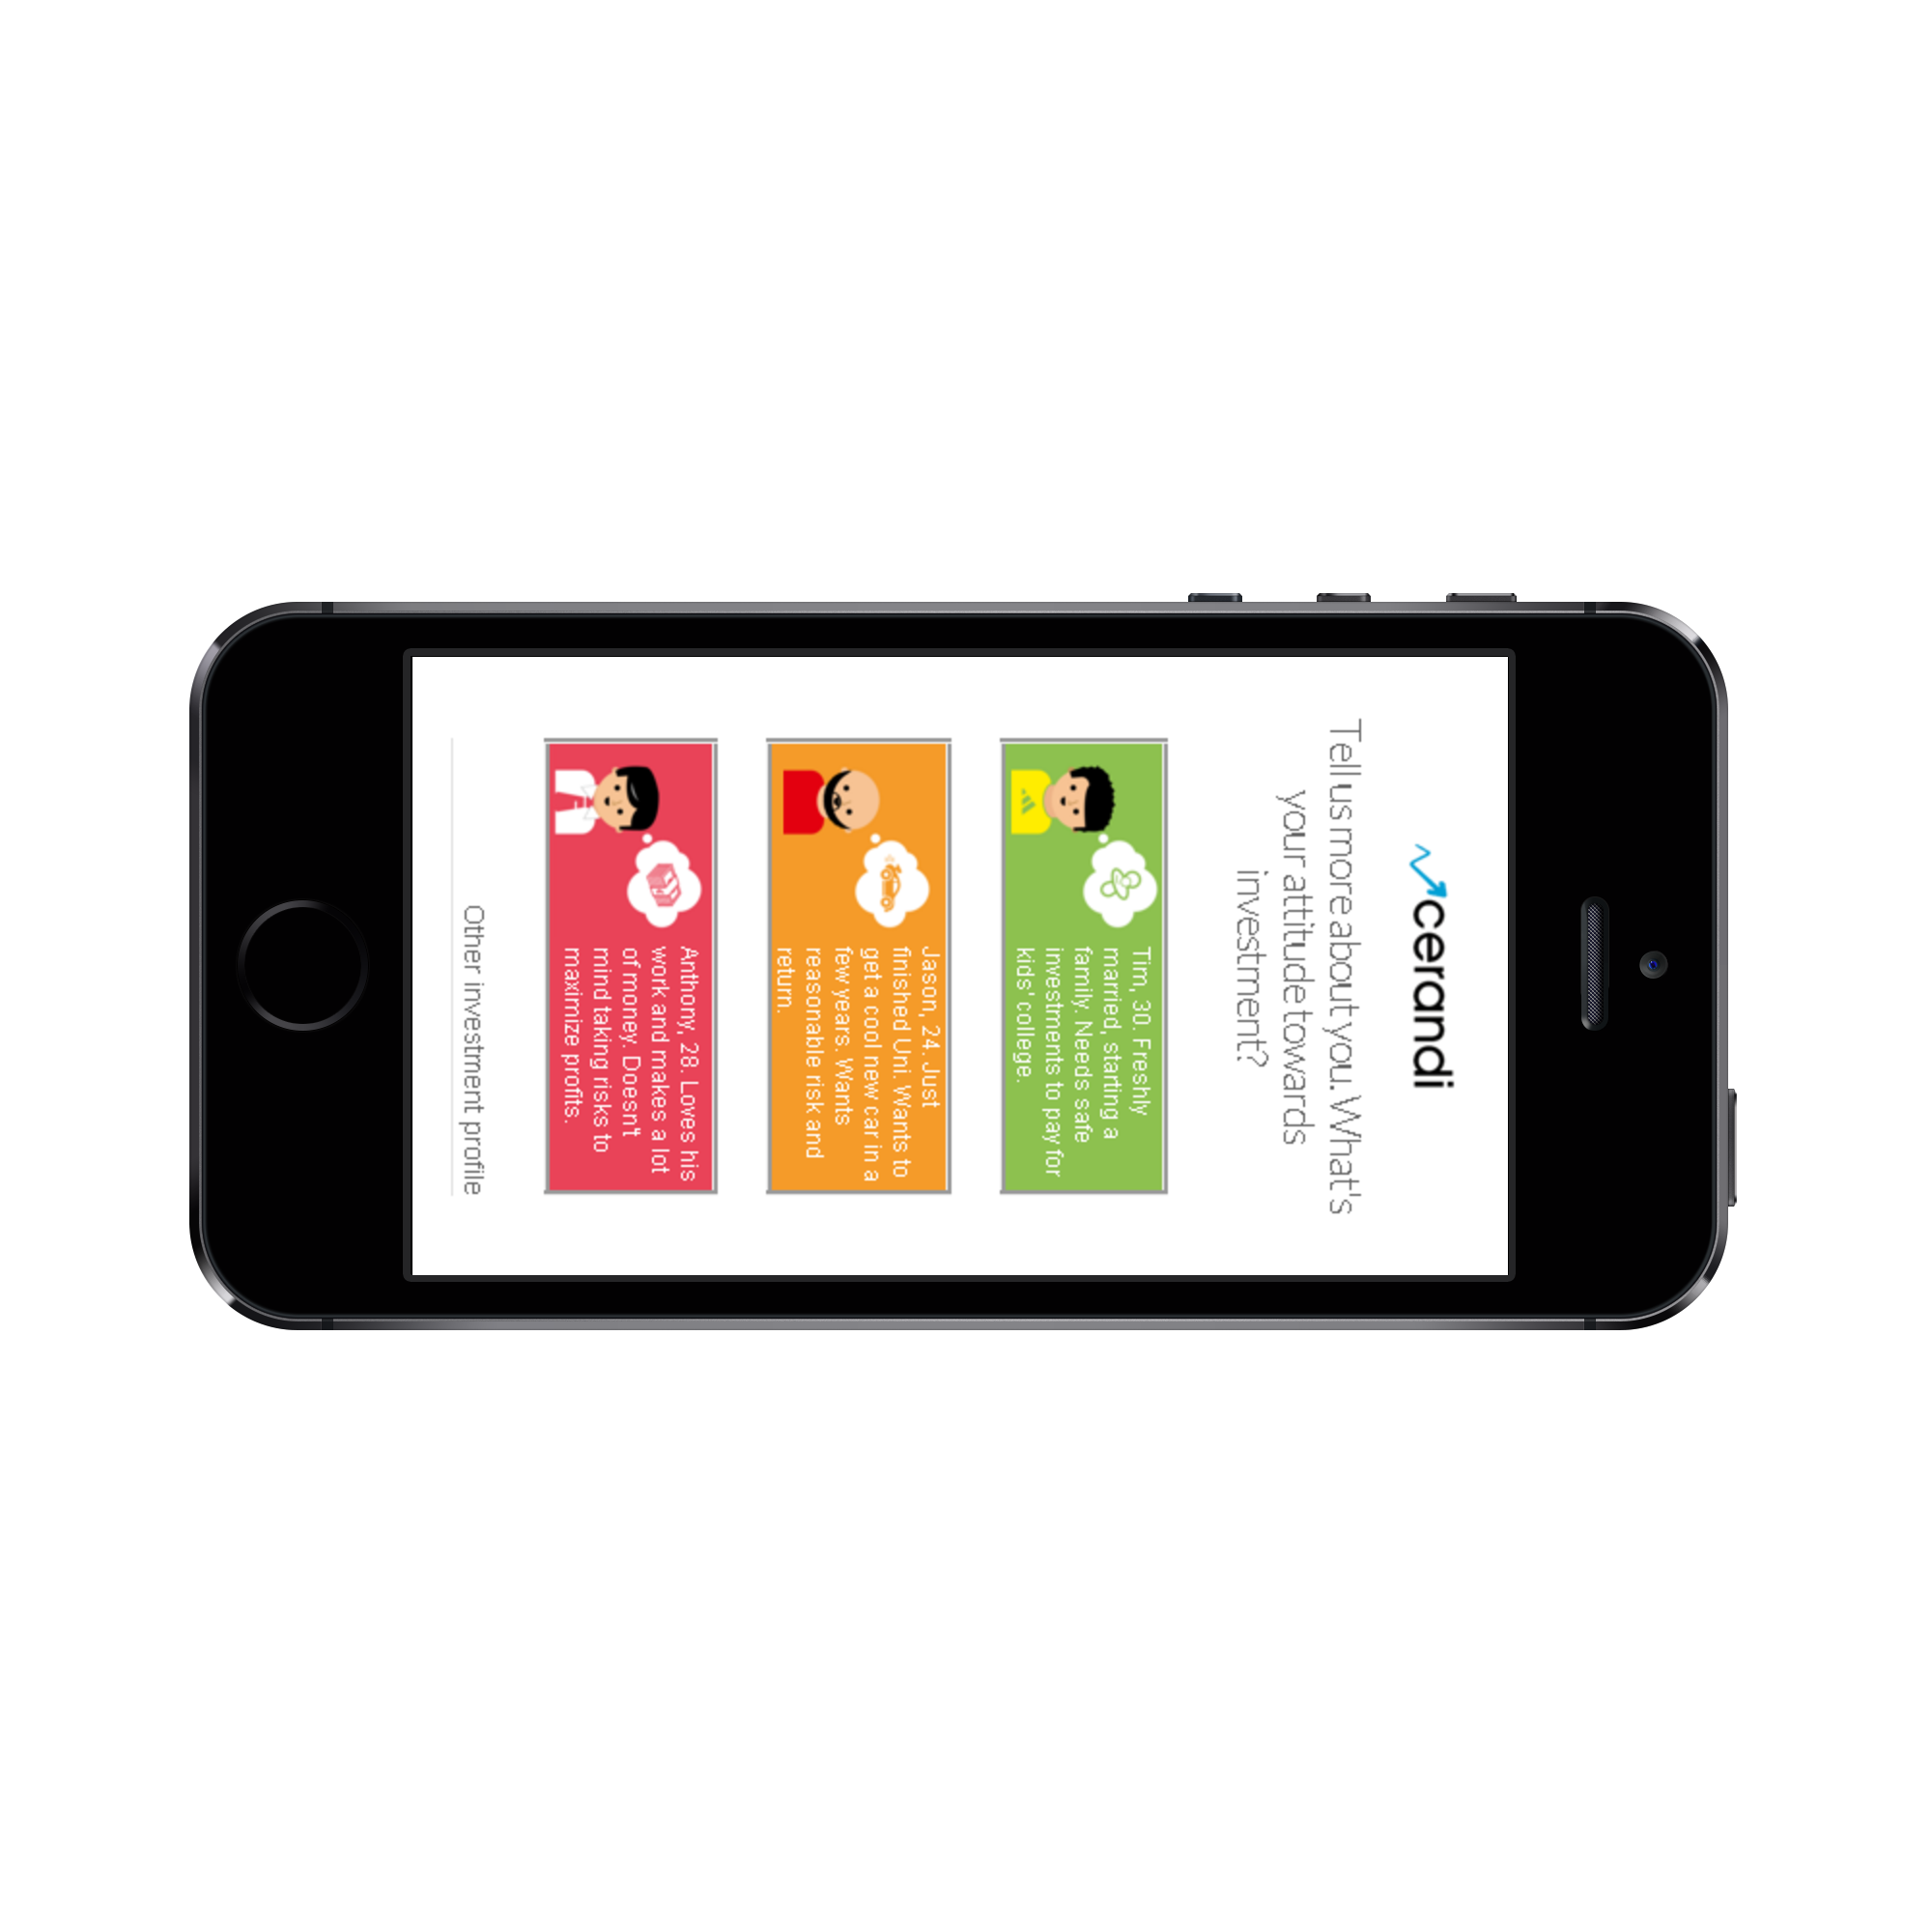 cerandi
Tell us more about you. What's
your attitude towards
investment?
Tim, 30. Freshly
married, starting a
family. Needs safe
investments to pay for
kids' college.
Jason, 24. Just
finished Uni. Wants to
get a cool new car in a
few years. Wants
reasonable risk and
return.
Anthony, 28. Loves his
work and makes a lot
of money. Doesn't
mind taking risks to
maximize profits.
Other investment profile